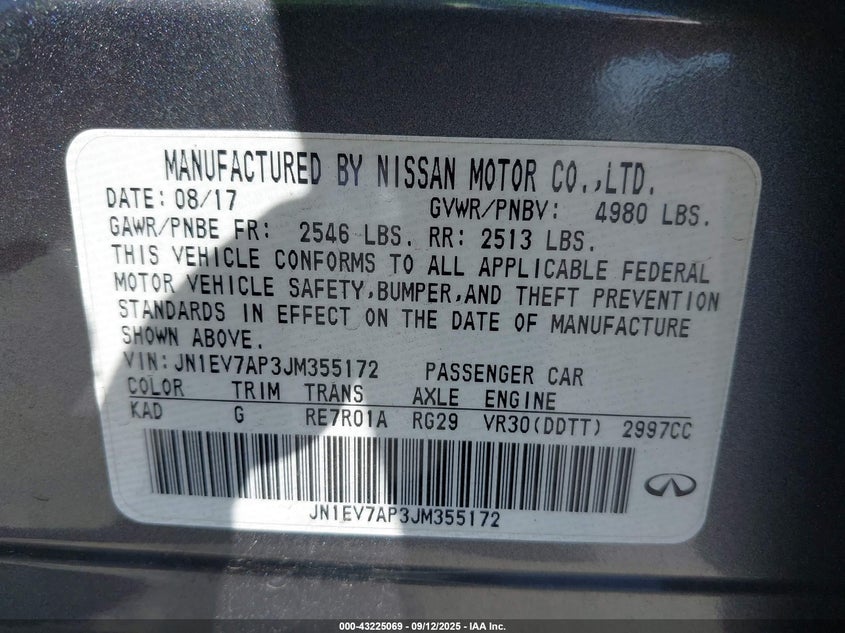 MANUFACTURED BY NISSAN MOTOR CO.,LTD.
DATE: 08/17 GVWR/PNBV: 4980 LBS.
GAWR/PNBE FR: 2546 LBS. RR: 2513 LBS.
THIS VEHICLE CONFORMS TO ALL APPLICABLE FEDERAL
MOTOR VEHICLE SAFETY,BUMPER,AND THEFT PREVENTION
STANDARDS IN EFFECT ON THE DATE OF MANUFACTURE
SHOWN ABOVE.
VIN: JN1EV7AP3JM355172 PASSENGER CAR
COLOR TRIM TRANS AXLE ENGINE
KAD G RE7R01A RG29 VR30(DDTT) 2997CC
JN1EV7AP3JM355172
000-43225069 - 09/12/2025 - IAA Inc.